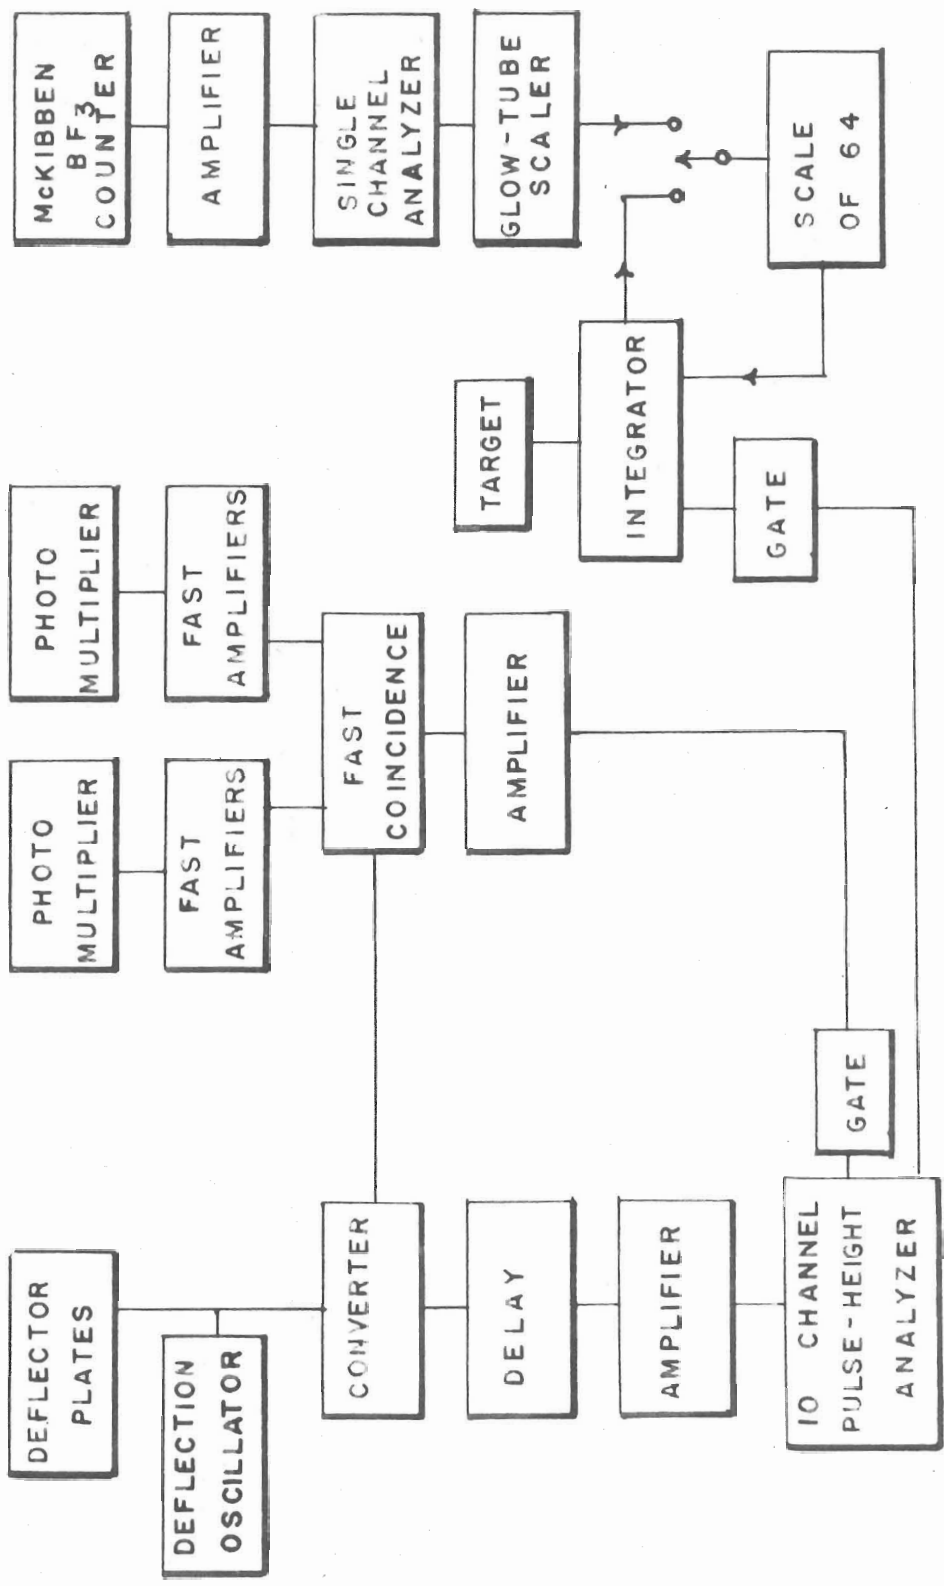 DEFLECTOR
PLATES
DEFLECTION
OSCILLATOR
CONVERTER
DELAY
AMPLIFIER
10 CHANNEL
PULSE-HEIGHT
ANALYZER
GATE
PHOTO
MULTIPLIER
FAST
AMPLIFIERS
PHOTO
MULTIPLIER
FAST
AMPLIFIERS
FAST
COINCIDENCE
AMPLIFIER
TARGET
INTEGRATOR
GATE
McKIBBEN
BF3
COUNTER
AMPLIFIER
SINGLE
CHANNEL
ANALYZER
GLOW-TUBE
SCALER
SCALE
OF 64